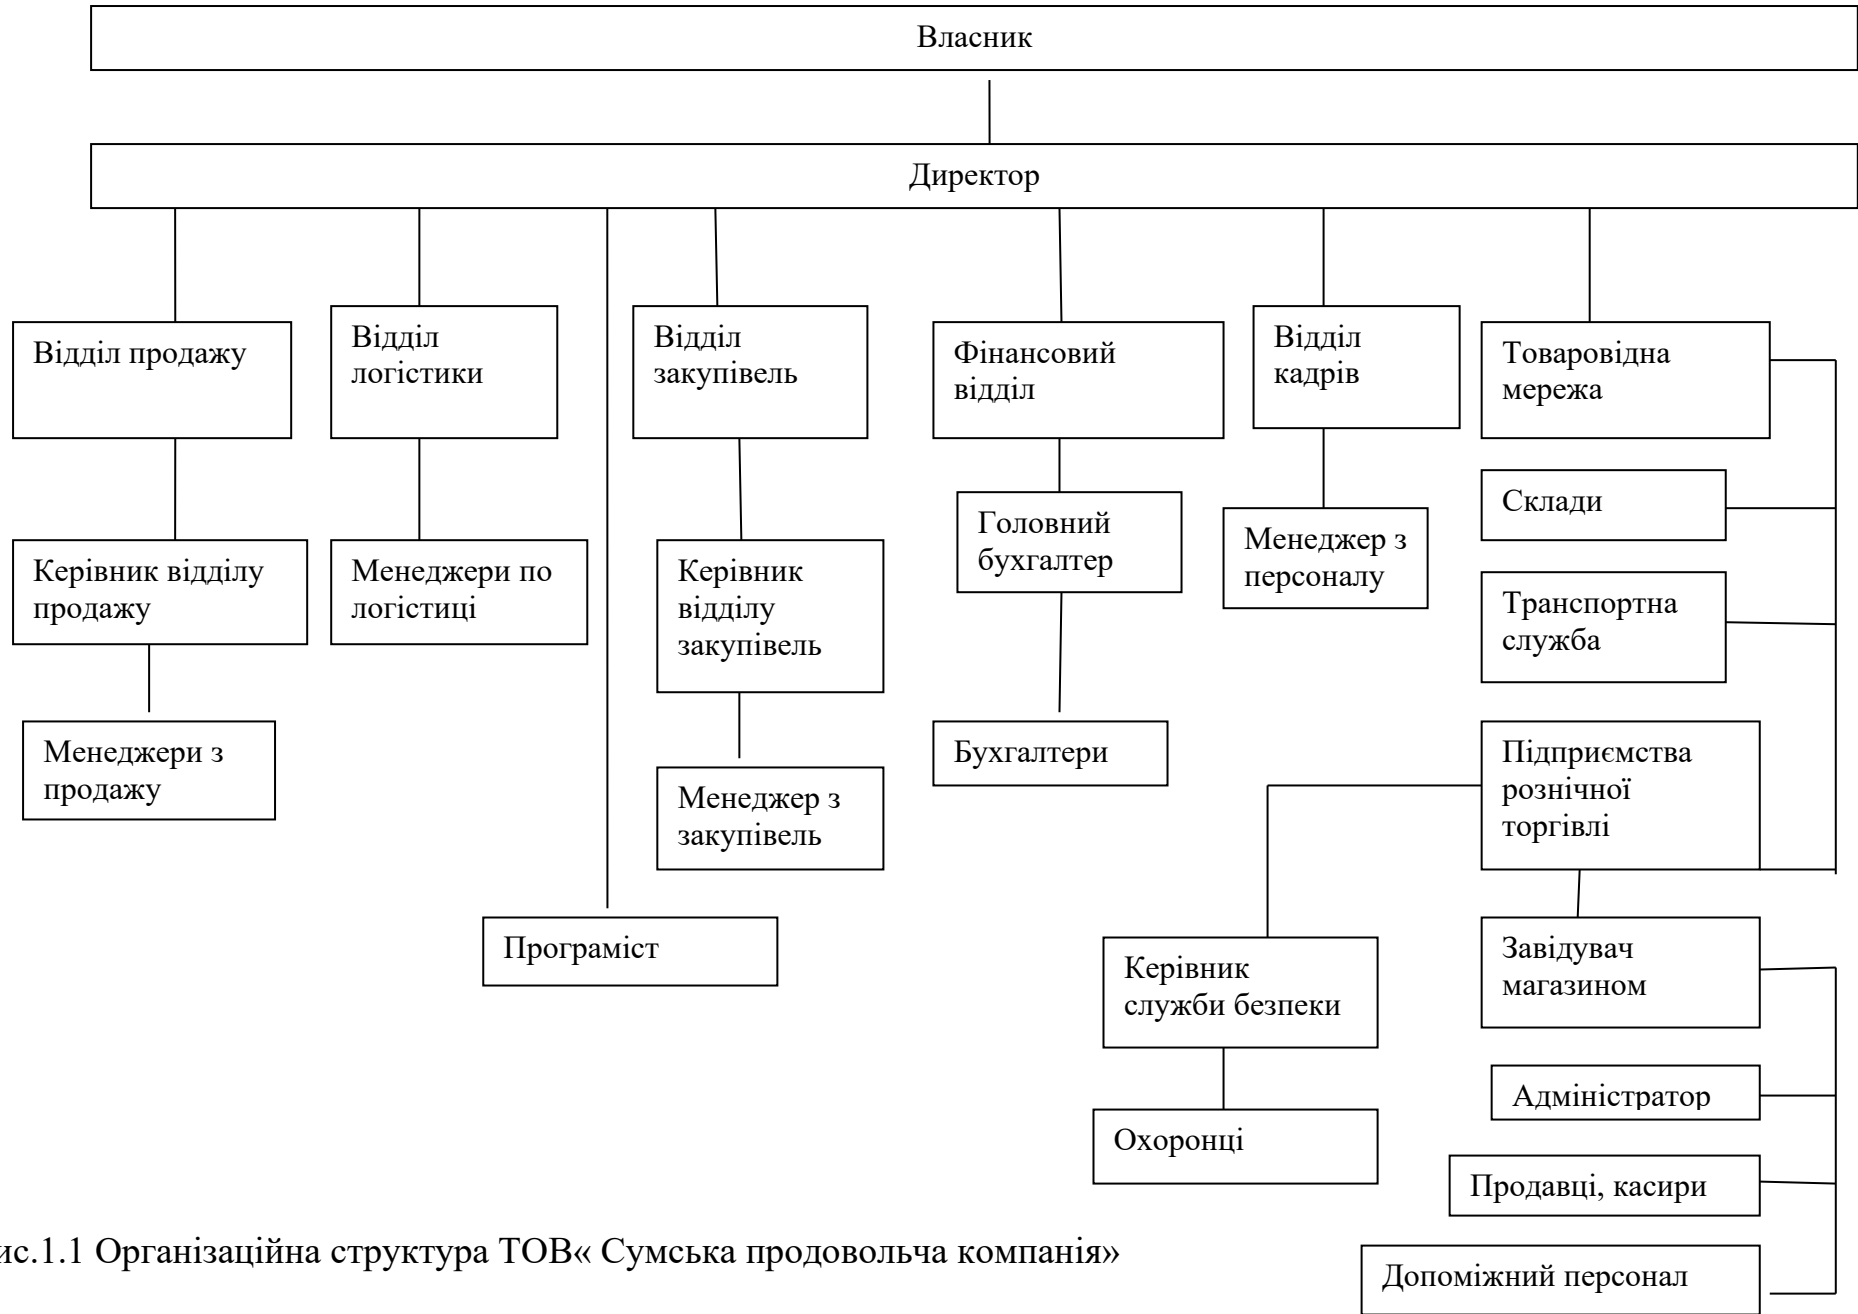 Власник
Директор
Відділ продажу
Відділ
логістики
Відділ
закупівель
Фінансовий
відділ
Відділ
кадрів
Товаровідна
мережа
Склади
Головний
бухгалтер
Менеджер з
персоналу
Керівник відділу
продажу
Менеджери по
логістиці
Керівник
відділу
закупівель
Транспортна
служба
Менеджери з
продажу
Менеджер з
закупівель
Бухгалтери
Підприємства
рознічної
торгівлі
Програміст
Керівник
служби безпеки
Завідувач
магазином
Адміністратор
Охоронці
Продавці, касири
ис.1.1 Організаційна структура ТОВ« Сумська продовольча компанія»
Допоміжний персонал